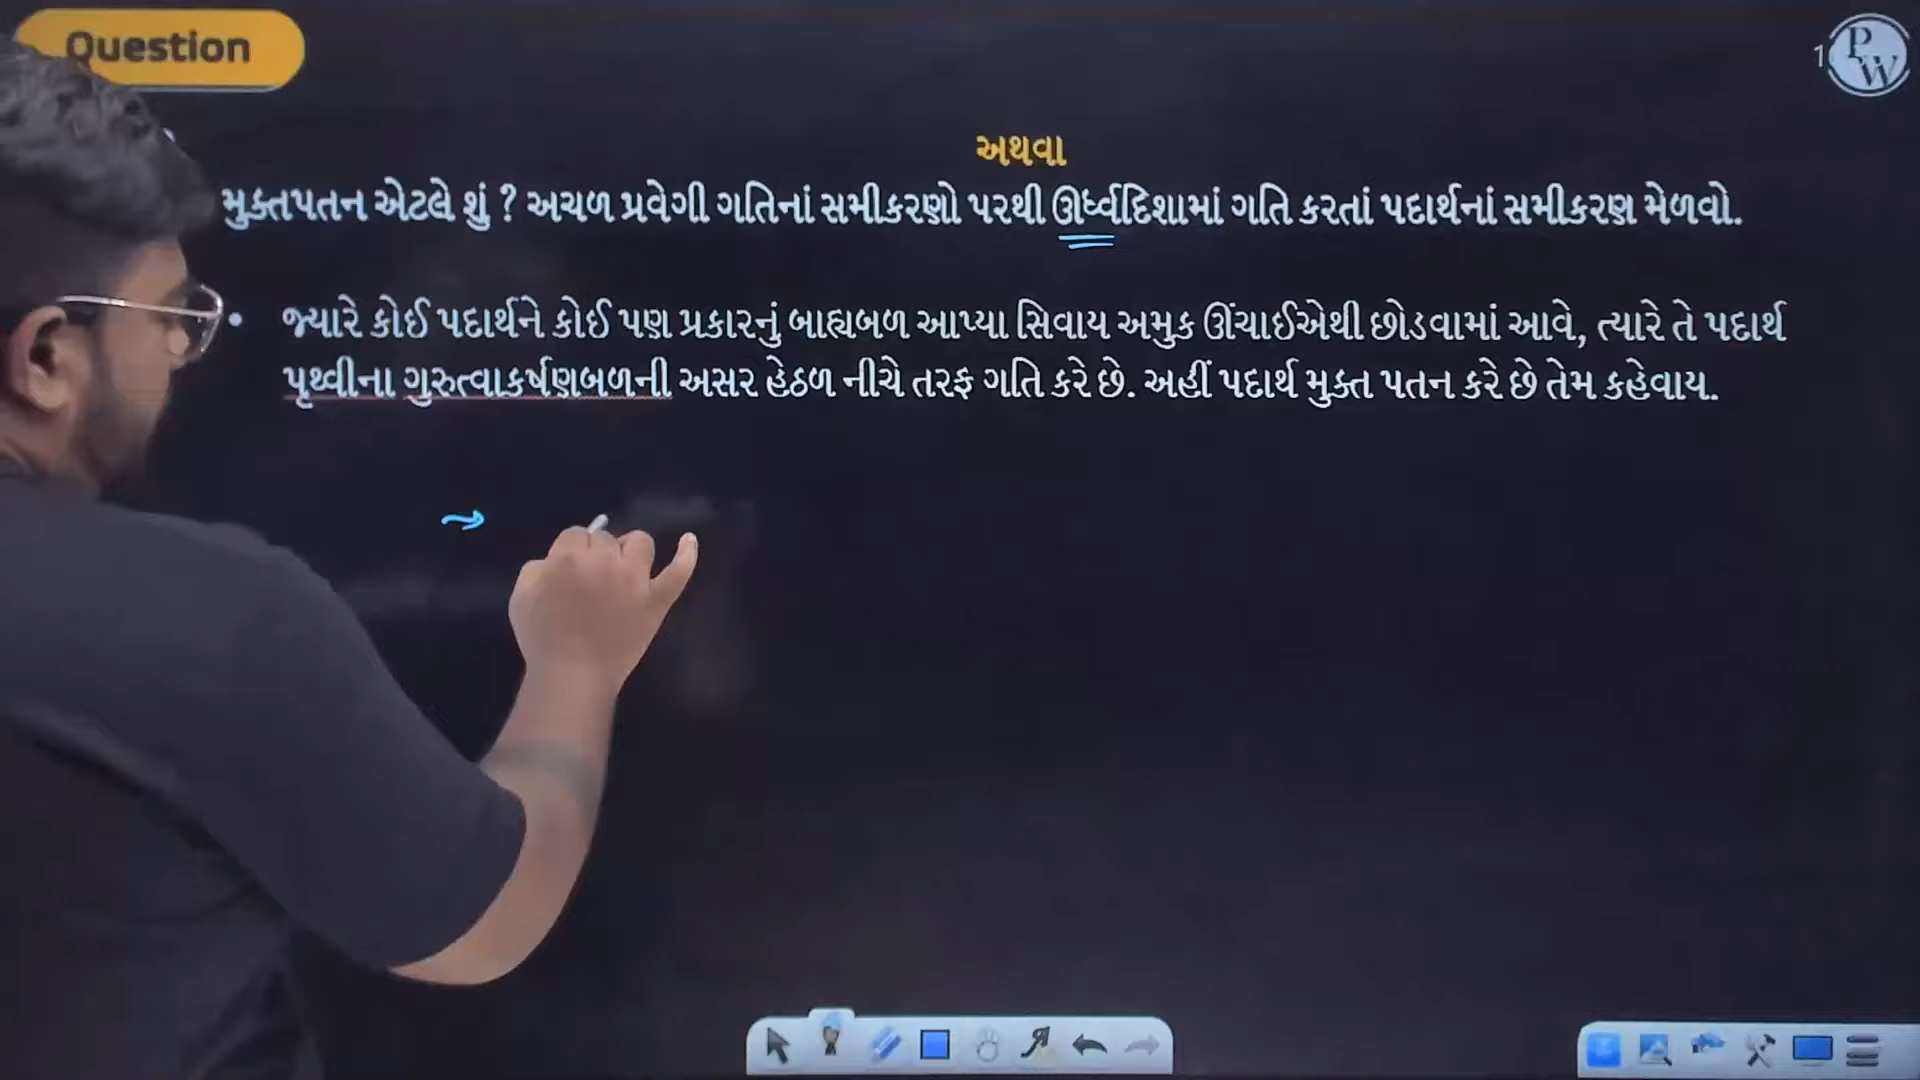 Question
1
PW
અથવા
મુક્તપતન એટલે શું ? અચળ પ્રવેગી ગતિનાં સમીકરણો પરથી ઊર્ધ્વદિશામાં ગતિ કરતાં પદાર્થનાં સમીકરણ મેળવો.
• જ્યારે કોઈ પદાર્થને કોઈ પણ પ્રકારનું બાહ્યબળ આપ્યા સિવાય અમુક ઊંચાઈએથી છોડવામાં આવે, ત્યારે તે પદાર્થ
પૃથ્વીના ગુરુત્વાકર્ષણબળની અસર હેઠળ નીચે તરફ ગતિ કરે છે. અહીં પદાર્થ મુક્ત પતન કરે છે તેમ કહેવાય.